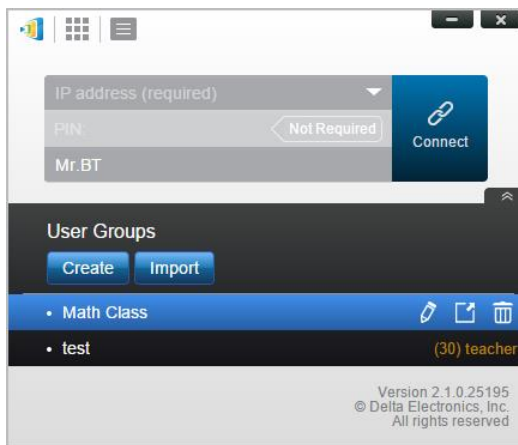 IP address (required)
PIN:
Not Required
Connect
Mr.BT
User Groups
Create
Import
• Math Class
• test
(30) teacher
Version 2.1.0.25195
© Delta Electronics, Inc.
All rights reserved